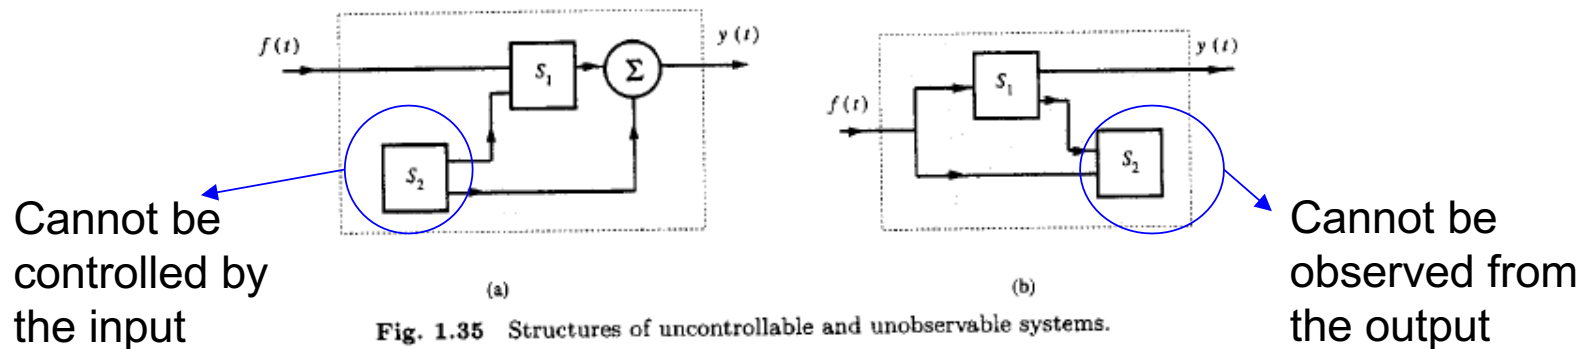 f(t)
S₁
Σ
y (t)
S₂
Cannot be
controlled by
the input
(a)
f(t)
S₁
y (t)
S₂
Cannot be
observed from
the output
(b)
Fig. 1.35 Structures of uncontrollable and unobservable systems.